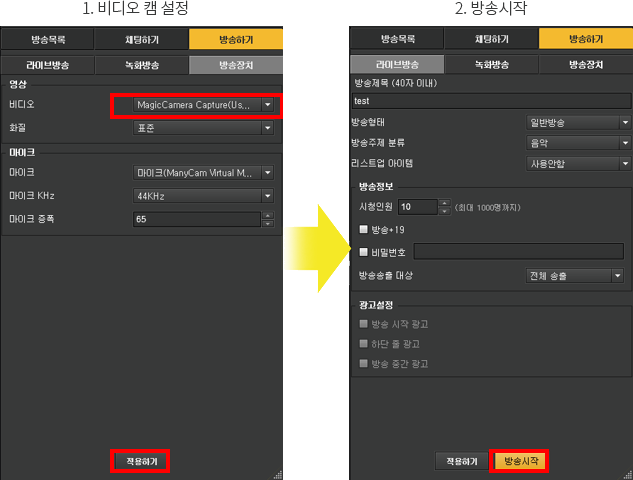 1. 비디오 캠 설정
방송목록 채팅하기 방송하기
라이브방송 녹화방송 방송장치
영상
비디오 MagicCamera Capture(Us...
화질 표준
마이크
마이크 마이크(ManyCam Virtual M...
마이크 KHz 44KHz
마이크 증폭 65
적용하기
2. 방송시작
방송목록 채팅하기 방송하기
라이브방송 녹화방송 방송장치
방송제목 (40자 이내)
test
방송형태 일반방송
방송주제 분류 음악
리스트업 아이템 사용안함
방송정보
시청인원 10 (최대 1000명까지)
방송+19
비밀번호
방송송출 대상 전체 송출
광고설정
방송 시작 광고
하단 줄 광고
방송 중간 광고
적용하기 방송시작